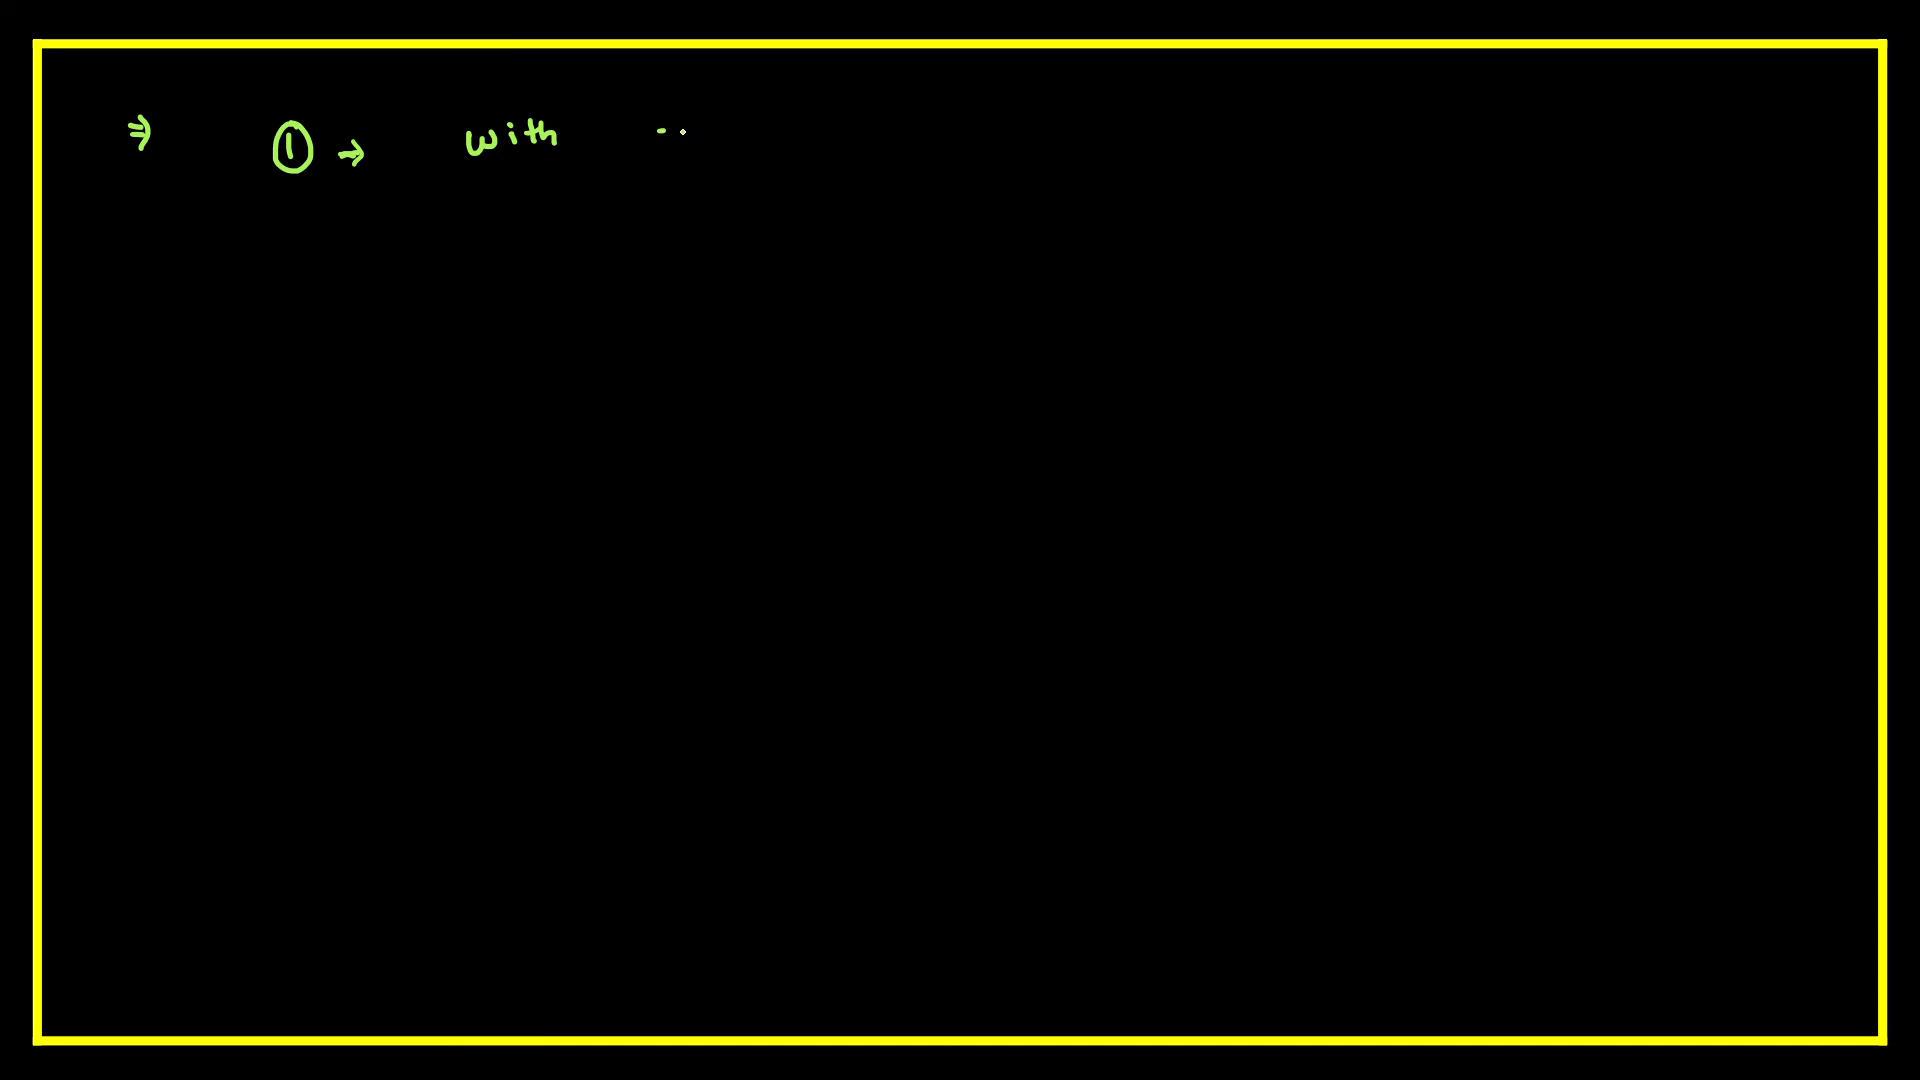 ⇒ ① → with -